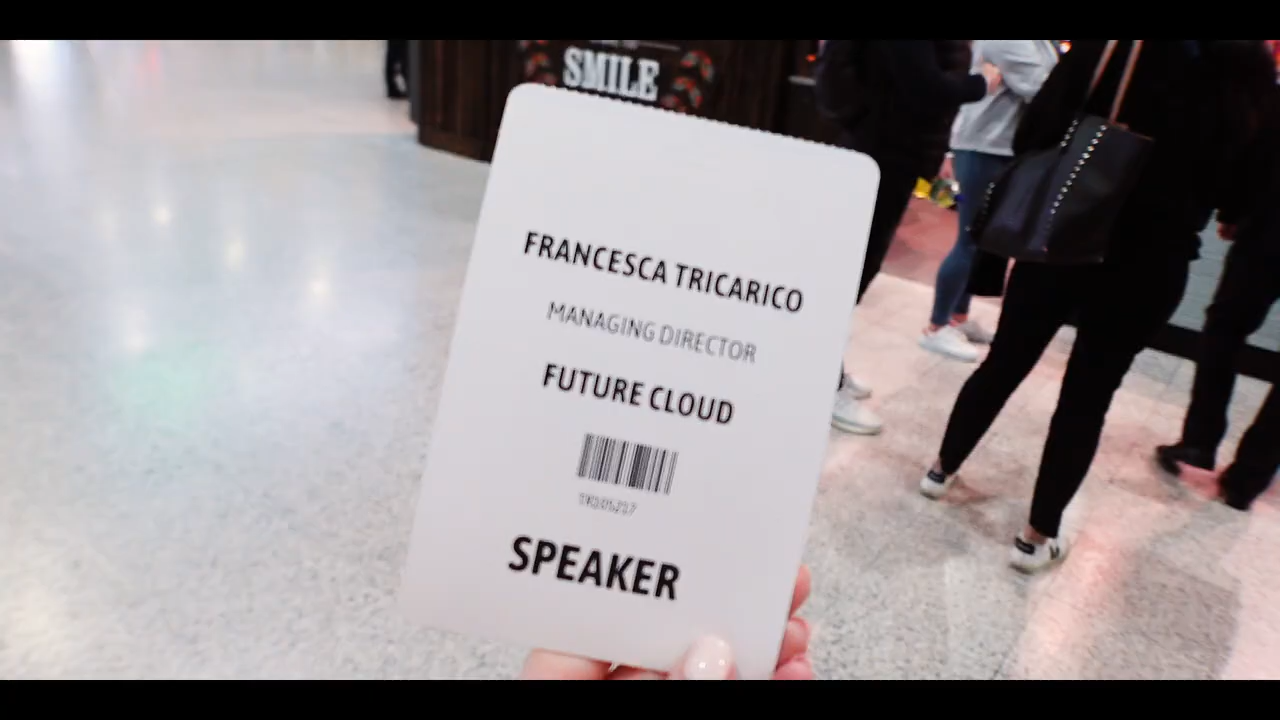 SMILE
FRANCESCA TRICARICO
MANAGING DIRECTOR
FUTURE CLOUD
SPEAKER